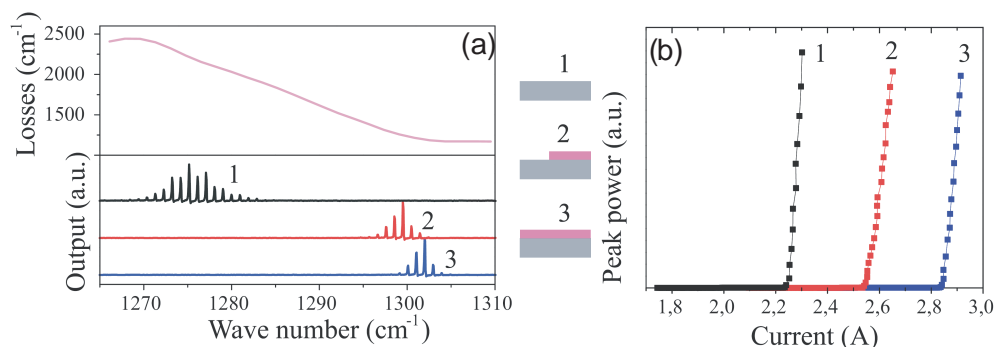 (a)
Losses (cm⁻¹)
2500
2000
1500
Output (a.u.)
1
2
3
1270 1280 1290 1300 1310
Wave number (cm⁻¹)
1
2
3
(b)
Peak power (a.u.)
1 2 3
1,8 2,2 2,4 2,6 2,8 3,0
Current (A)